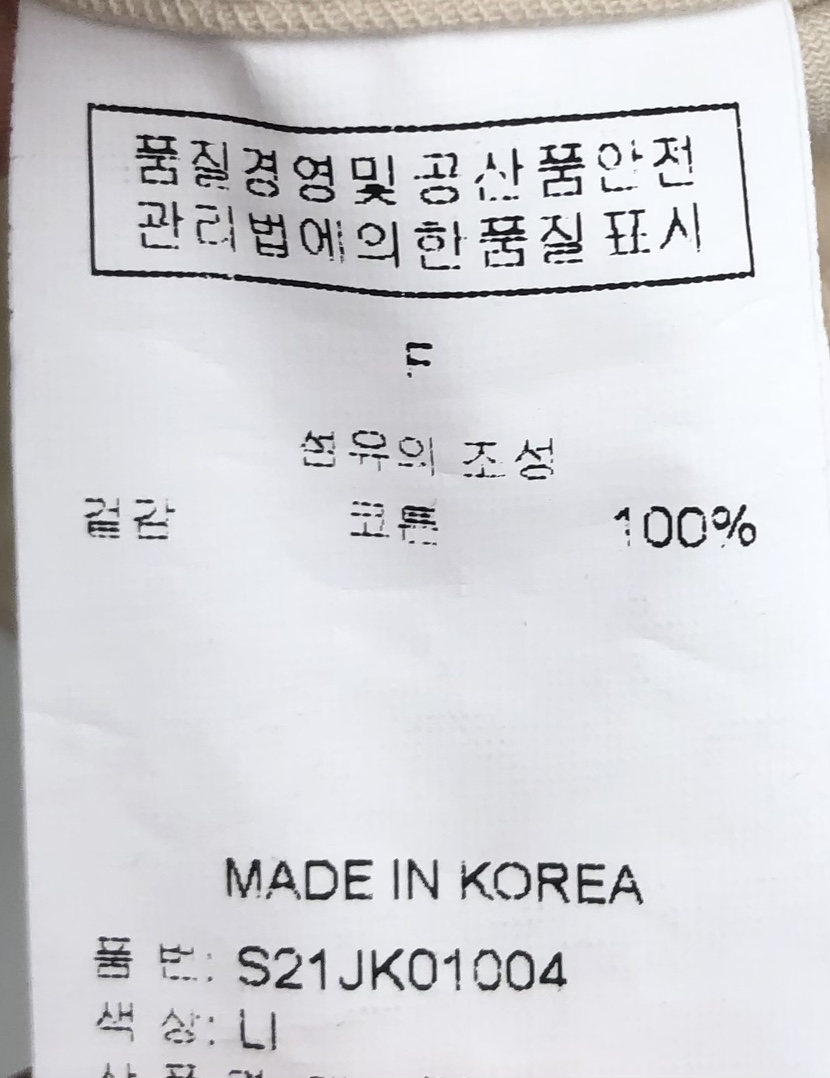 품질경영및 공산품안전
관리법에의한 품질 표시
F
섬유의 조성
겉감 코튼 100%
MADE IN KOREA
품 번: S21JK01004
색 상: LI